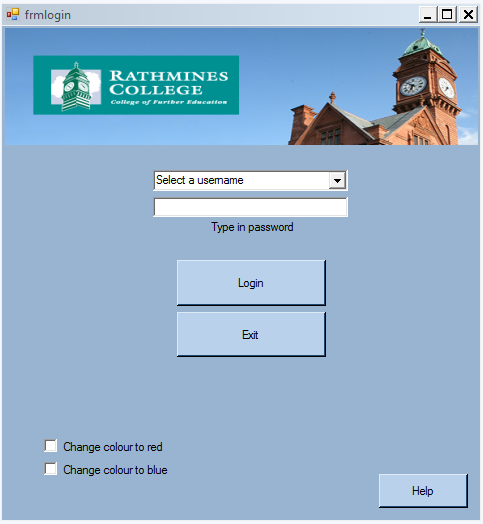 frmlogin
RATHMINES
COLLEGE
College of Further Education
Select a username
Type in password
Login
Exit
Change colour to red
Change colour to blue
Help